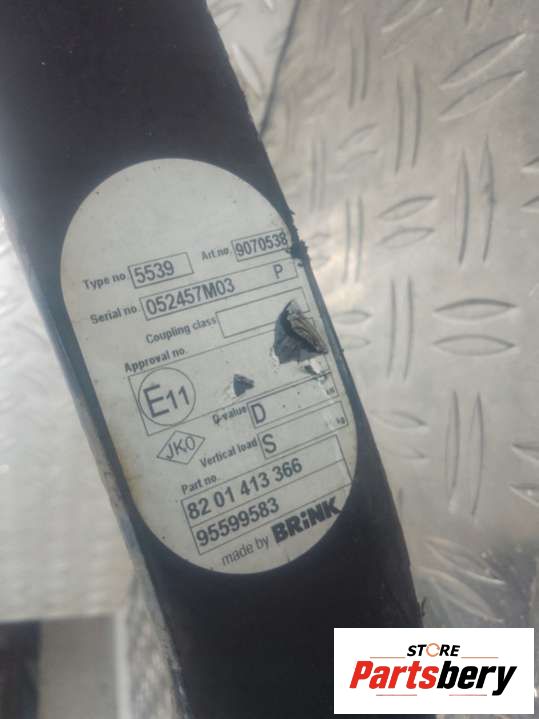 Type no. 5539 Art.no. 9070538
Serial no. 052457M03 P
Coupling class
Approval no.
E11
JKO
D-value D kN
Vertical load S kg
Part no.
82 01 413 366
95599583
made by BRINK
STORE
Partsbery